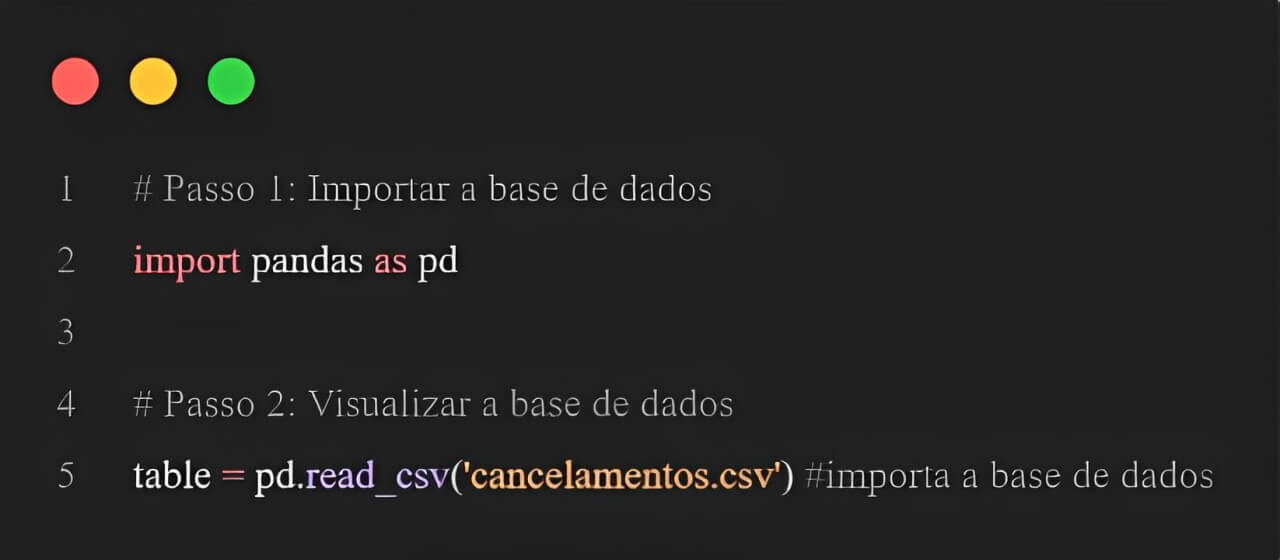 1 # Passo 1: Importar a base de dados
2 import pandas as pd
3
4 # Passo 2: Visualizar a base de dados
5 table = pd.read_csv('cancelamentos.csv') #importa a base de dados